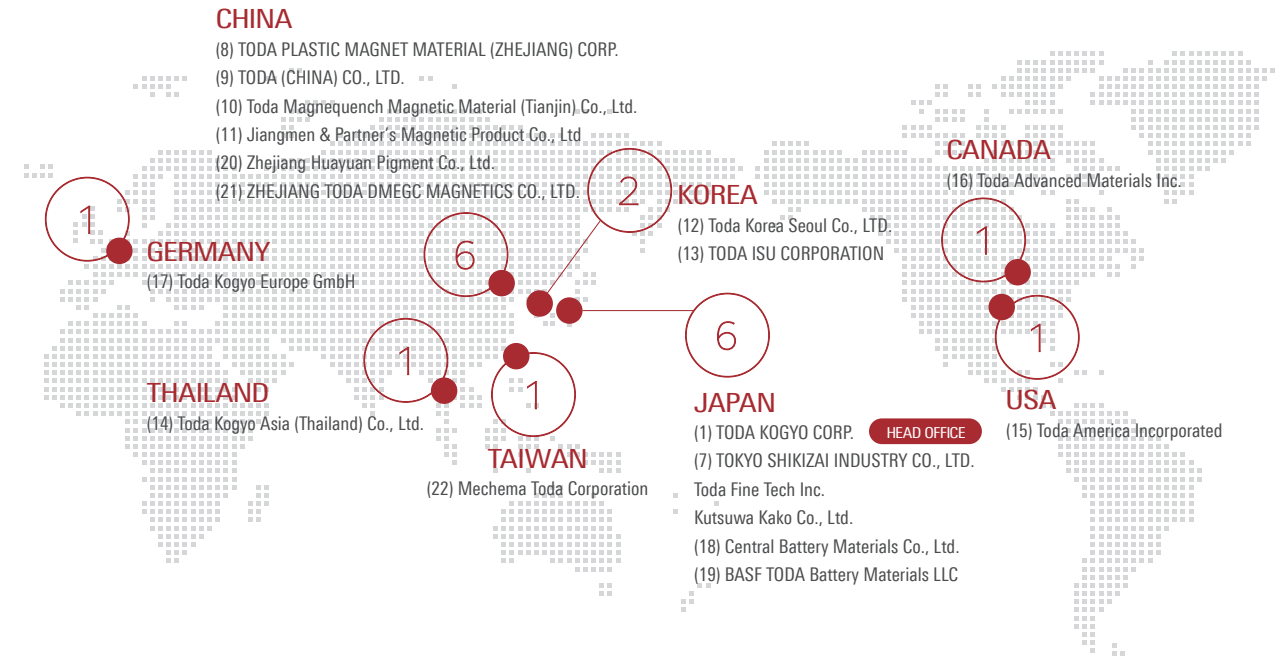 CHINA
(8) TODA PLASTIC MAGNET MATERIAL (ZHEJIANG) CORP.
(9) TODA (CHINA) CO., LTD.
(10) Toda Magnequench Magnetic Material (Tianjin) Co., Ltd.
(11) Jiangmen & Partner's Magnetic Product Co., Ltd
(20) Zhejiang Huayuan Pigment Co., Ltd.
(21) ZHEJIANG TODA DMEGC MAGNETICS CO., LTD.
6
2
KOREA
(12) Toda Korea Seoul Co., LTD.
(13) TODA ISU CORPORATION
CANADA
(16) Toda Advanced Materials Inc.
1
1
GERMANY
(17) Toda Kogyo Europe GmbH
1
THAILAND
(14) Toda Kogyo Asia (Thailand) Co., Ltd.
1
TAIWAN
(22) Mechema Toda Corporation
6
JAPAN
(1) TODA KOGYO CORP. HEAD OFFICE
(7) TOKYO SHIKIZAI INDUSTRY CO., LTD.
Toda Fine Tech Inc.
Kutsuwa Kako Co., Ltd.
(18) Central Battery Materials Co., Ltd.
(19) BASF TODA Battery Materials LLC
1
USA
(15) Toda America Incorporated